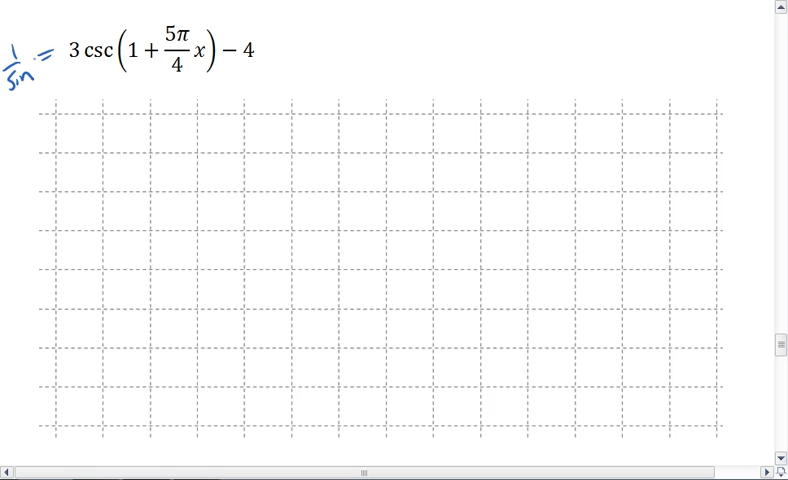 1/sin = 3 csc(1 + 5π/4 x) − 4